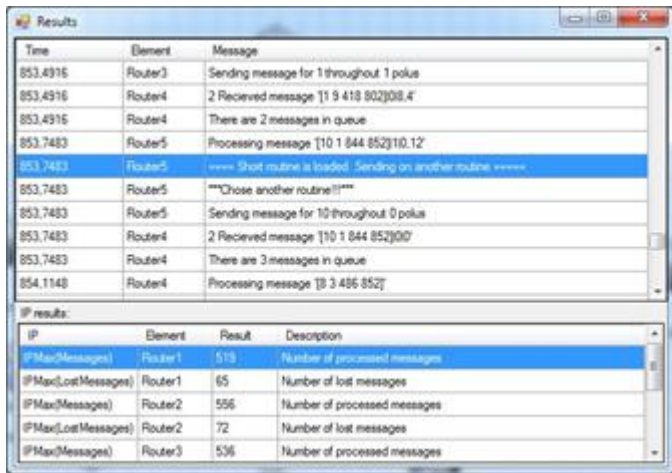 Results
Time Element Message
853,4916 Router3 Sending message for 1 throughout 1 polus
853,4916 Router4 2 Recieved message '[1 9 418 802]|0|8,4'
853,4916 Router4 There are 2 messages in queue
853,7483 Router5 Processing message '[10 1 844 852]|1|0,12'
853,7483 Router5 ==== Short routine is loaded. Sending on another routine =====
853,7483 Router5 ***Chose another routine!!!***
853,7483 Router5 Sending message for 10 throughout 0 polus
853,7483 Router4 2 Recieved message '[10 1 844 852]|0|0'
853,7483 Router4 There are 3 messages in queue
854,1148 Router4 Processing message '[8 3 486 852]'
IP results:
IP Element Result Description
IPMax(Messages) Router1 519 Number of processed messages
IPMax(LostMessages) Router1 65 Number of lost messages
IPMax(Messages) Router2 556 Number of processed messages
IPMax(LostMessages) Router2 72 Number of lost messages
IPMax(Messages) Router3 536 Number of processed messages